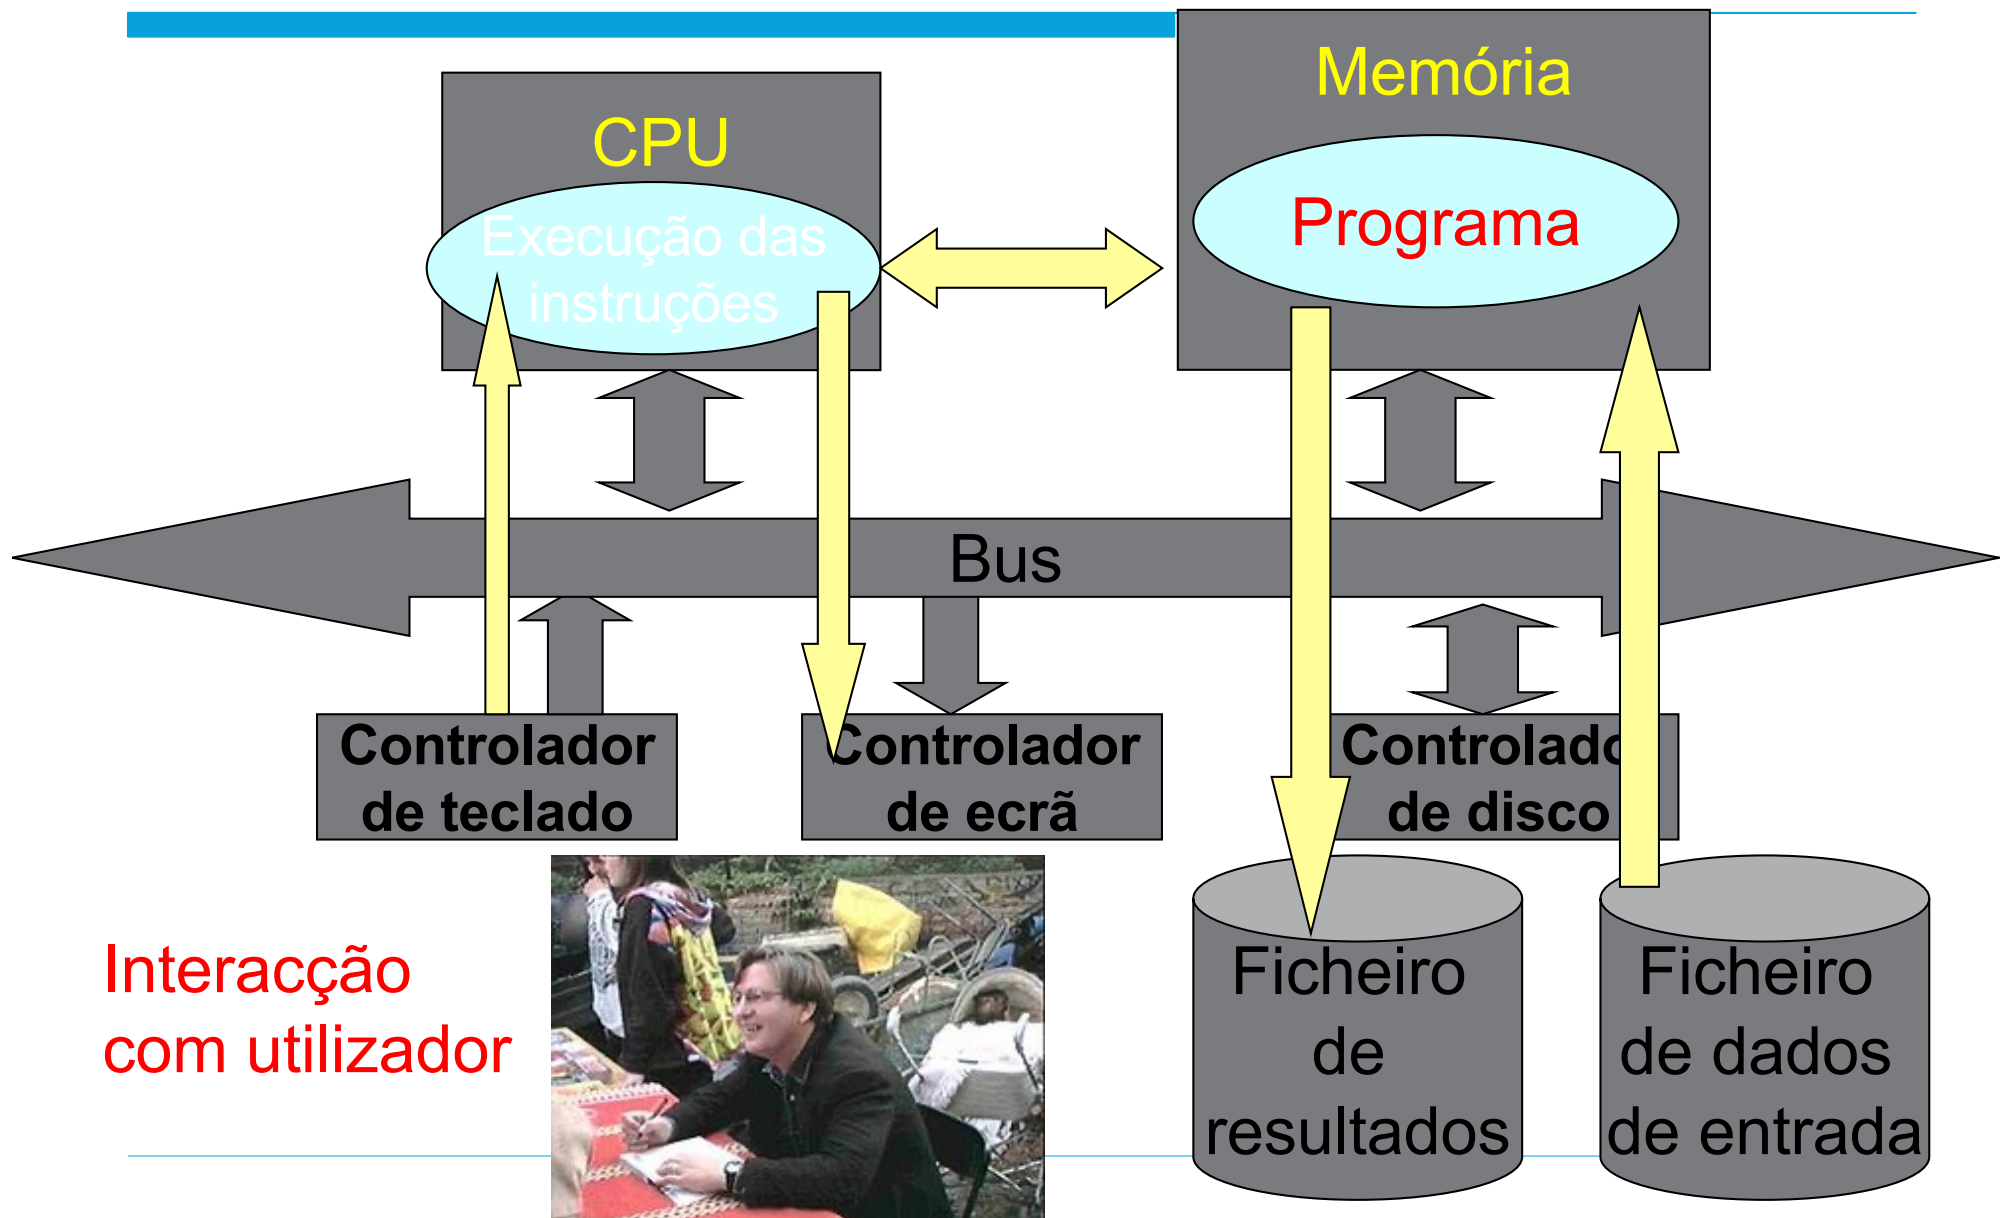 Memória
CPU
Programa
Execução das
instruções
Bus
Controlador
de teclado
Controlador
de ecrã
Controlador
de disco
Interacção
com utilizador
Ficheiro
de
resultados
Ficheiro
de dados
de entrada